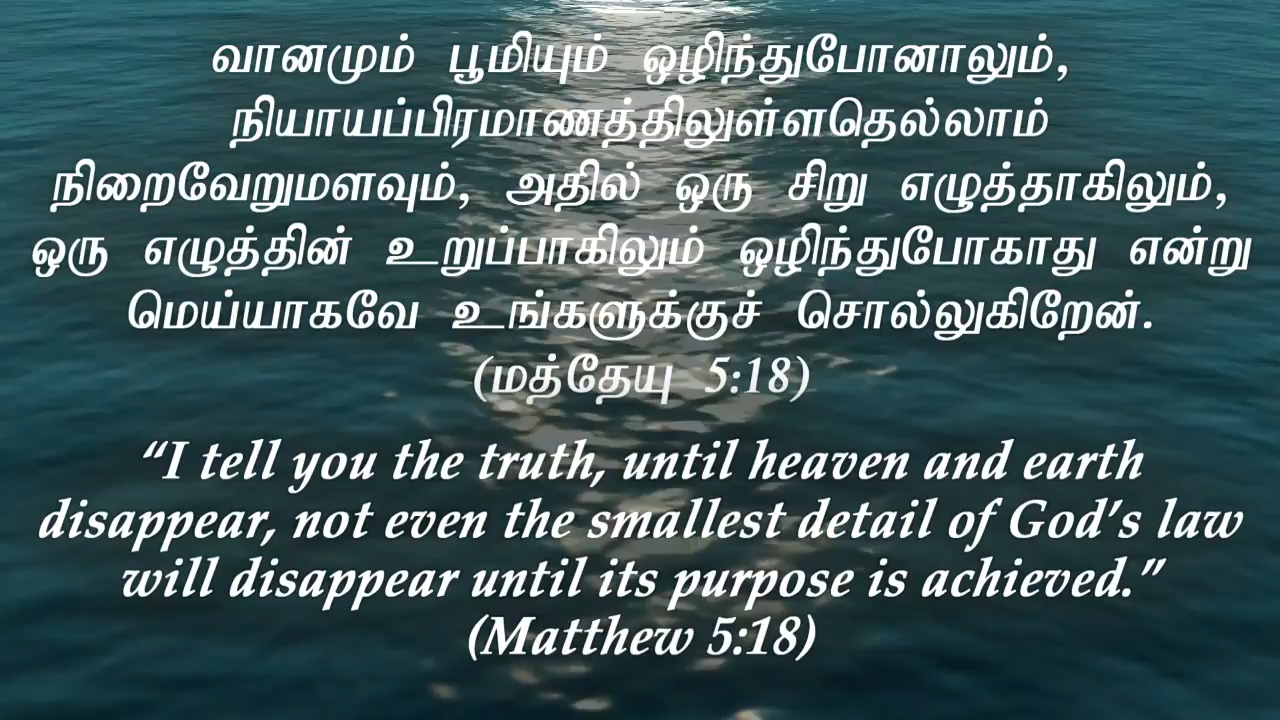 வானமும் பூமியும் ஒழிந்துபோனாலும்,
நியாயப்பிரமாணத்திலுள்ளதெல்லாம்
நிறைவேறுமளவும், அதில் ஒரு சிறு எழுத்தாகிலும்,
ஒரு எழுத்தின் உறுப்பாகிலும் ஒழிந்துபோகாது என்று
மெய்யாகவே உங்களுக்குச் சொல்லுகிறேன்.
(மத்தேயு 5:18)
“I tell you the truth, until heaven and earth
disappear, not even the smallest detail of God’s law
will disappear until its purpose is achieved.”
(Matthew 5:18)